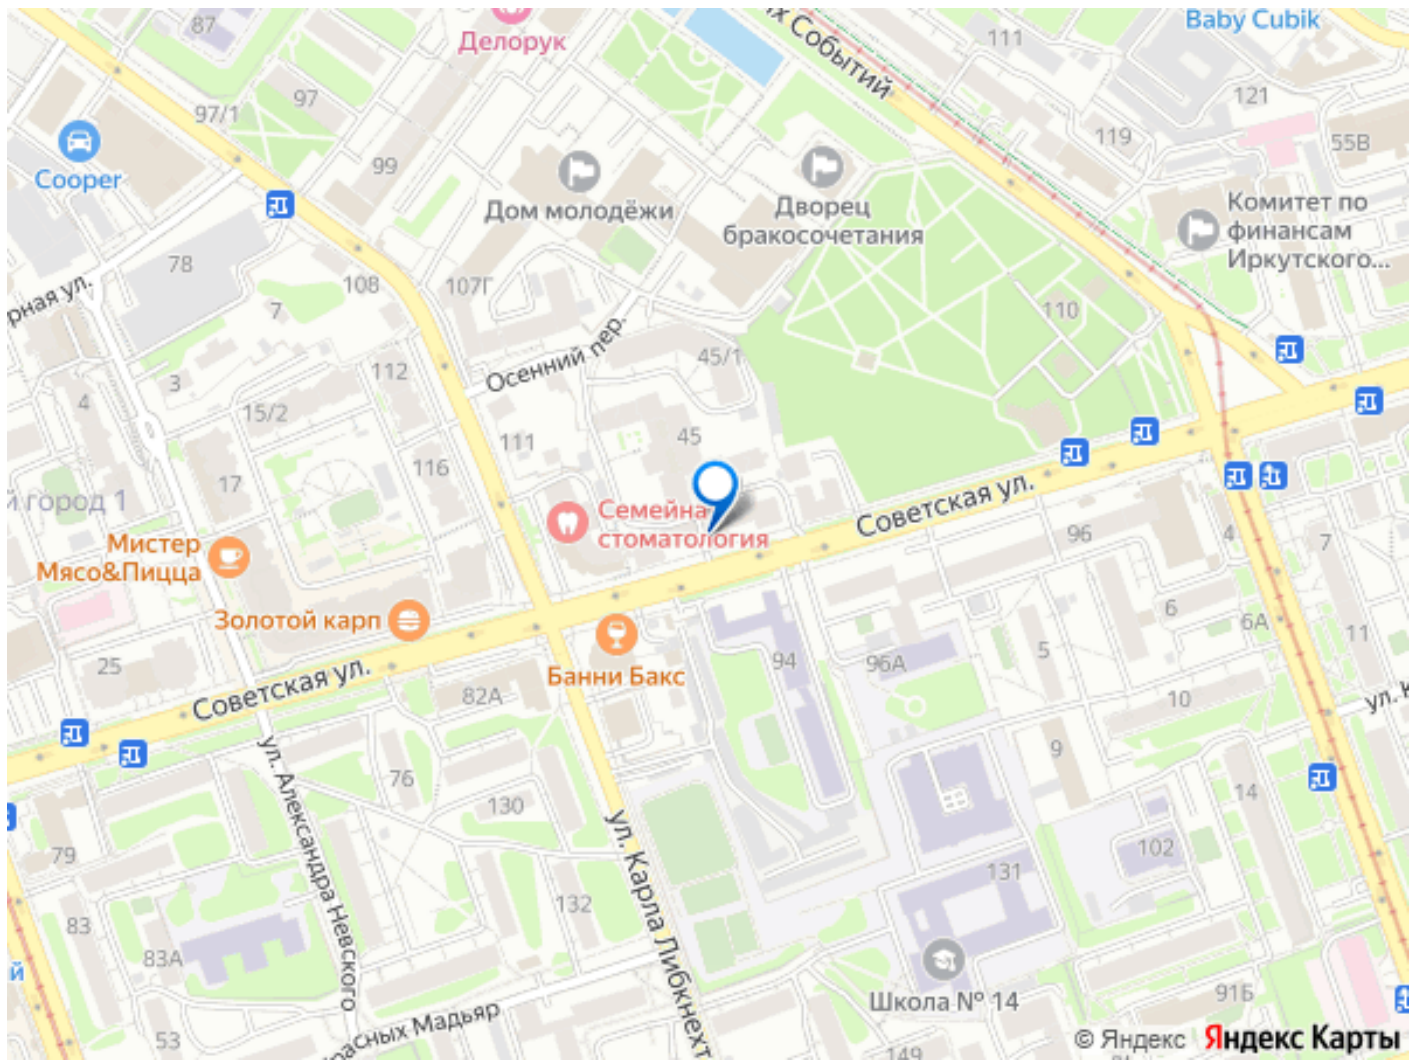 87
Делорук
х Событий
111
Baby Cubik
97/1
97
121
119
55В
99
Cooper
Дом молодёжи
Дворец
бракосочетания
Комитет по
финансам
Иркутского...
78
108
107Г
рная ул.
7
110
Осенний пер.
45/1
112
3
4
15/2
111
45
116
17
й город 1
Семейна
стоматология
Советская ул.
96
4
7
Мистер
Мясо&Пицца
Золотой карп
6
6А
11
25
Банни Бакс
94
96А
5
Советская ул.
82А
10
ул. К
9
ул. Александра Невского
76
130
14
ул. Карла Либкнехт
79
102
131
83
132
83А
й
Школа № 14
91Б
53
расных Мадьяр
149
© Яндекс Яндекс Карты